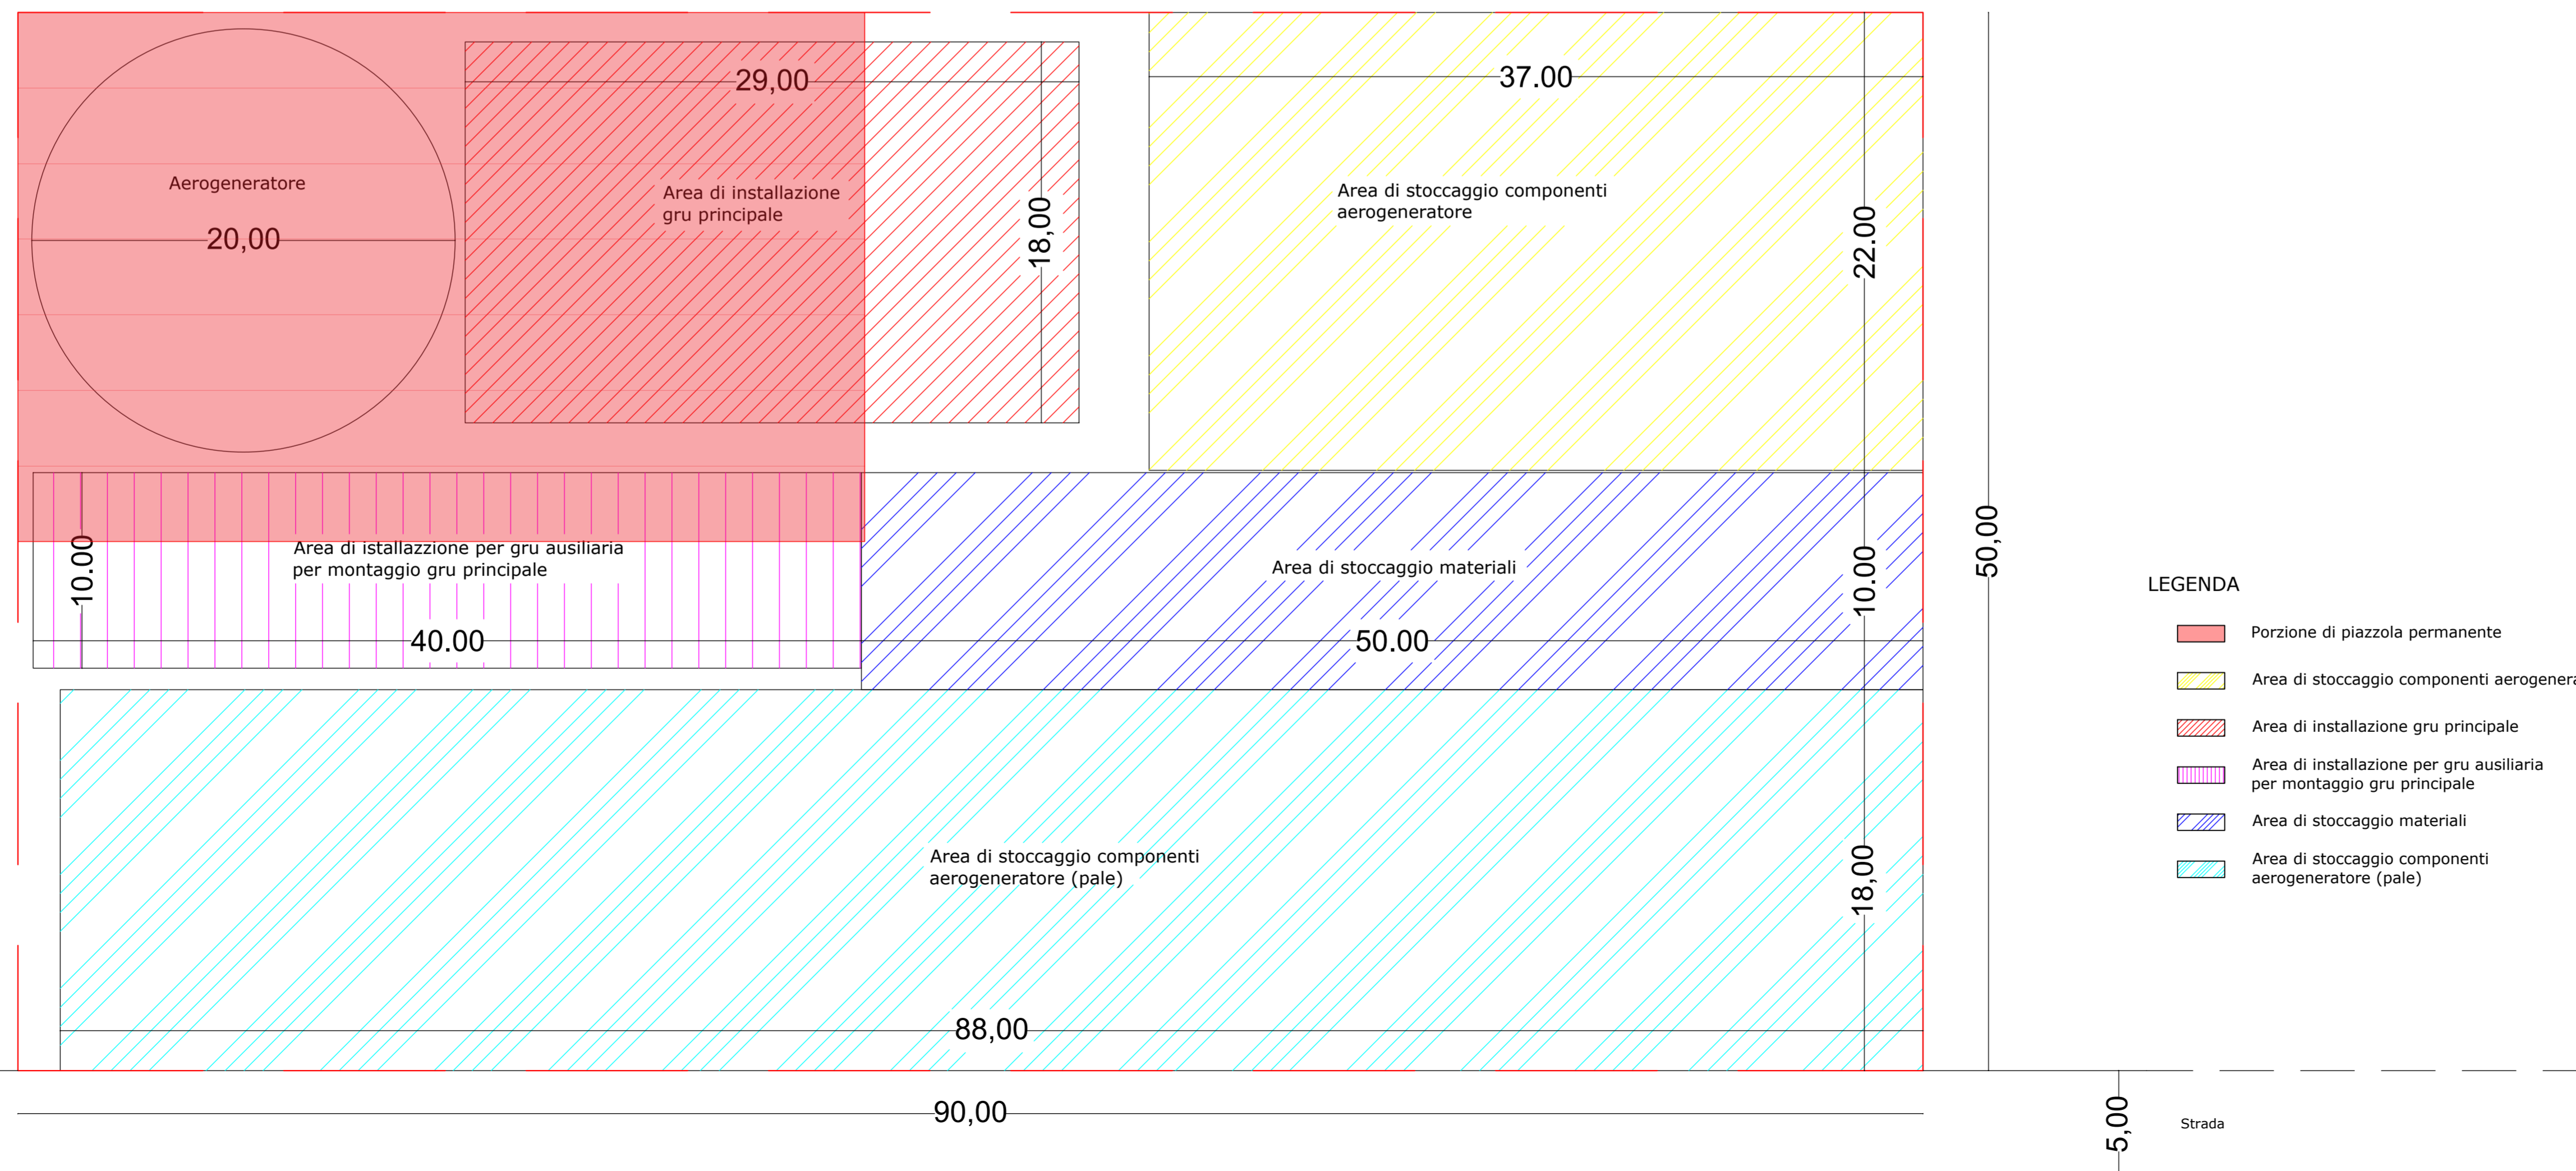 29,00
37.00
Aerogeneratore
20,00
Area di installazione
gru principale
18,00
Area di stoccaggio componenti
aerogeneratore
22.00
50,00
10.00
Area di istallazzione per gru ausiliaria
per montaggio gru principale
40.00
Area di stoccaggio materiali
10.00
50.00
Area di stoccaggio componenti
aerogeneratore (pale)
18,00
88,00
90,00
5,00
Strada
LEGENDA
Porzione di piazzola permanente
Area di stoccaggio componenti aerogenera
Area di installazione gru principale
Area di installazione per gru ausiliaria
per montaggio gru principale
Area di stoccaggio materiali
Area di stoccaggio componenti
aerogeneratore (pale)